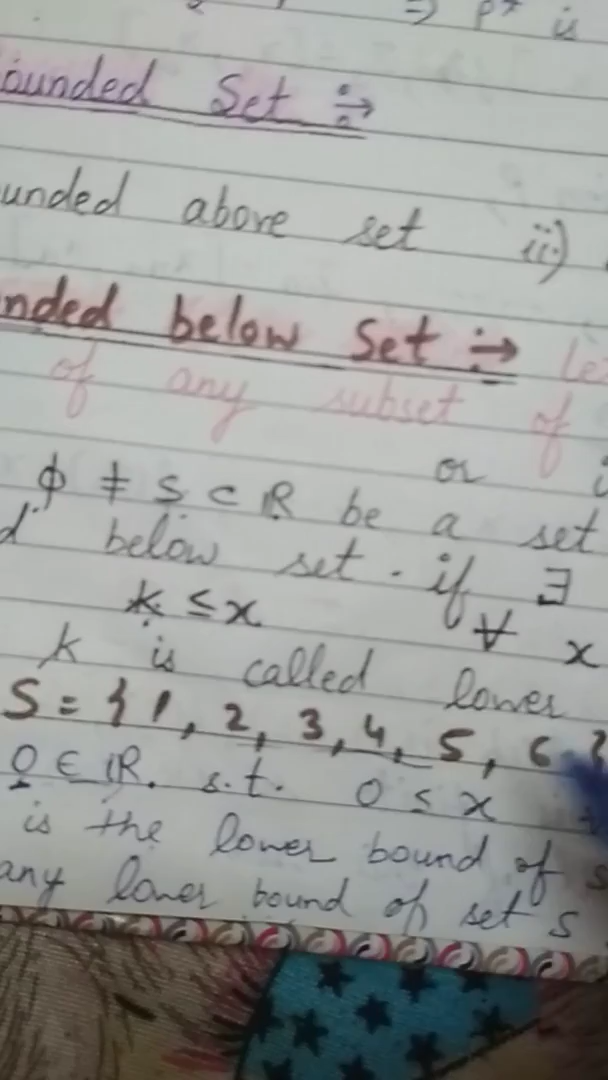 ⇒ p* is
ounded Set ÷→
unded above set ii)
nded below Set ÷→ le
of any subset of
or
ϕ ≠ S ⊂ ℝ be a set
d below set. if ∃
k ≤ x ∀ x
k is called lower
S = { 1, 2, 3, 4, 5, 6 }
0 ∈ ℝ. s.t. 0 ≤ x
is the lower bound of s
any lower bound of set s